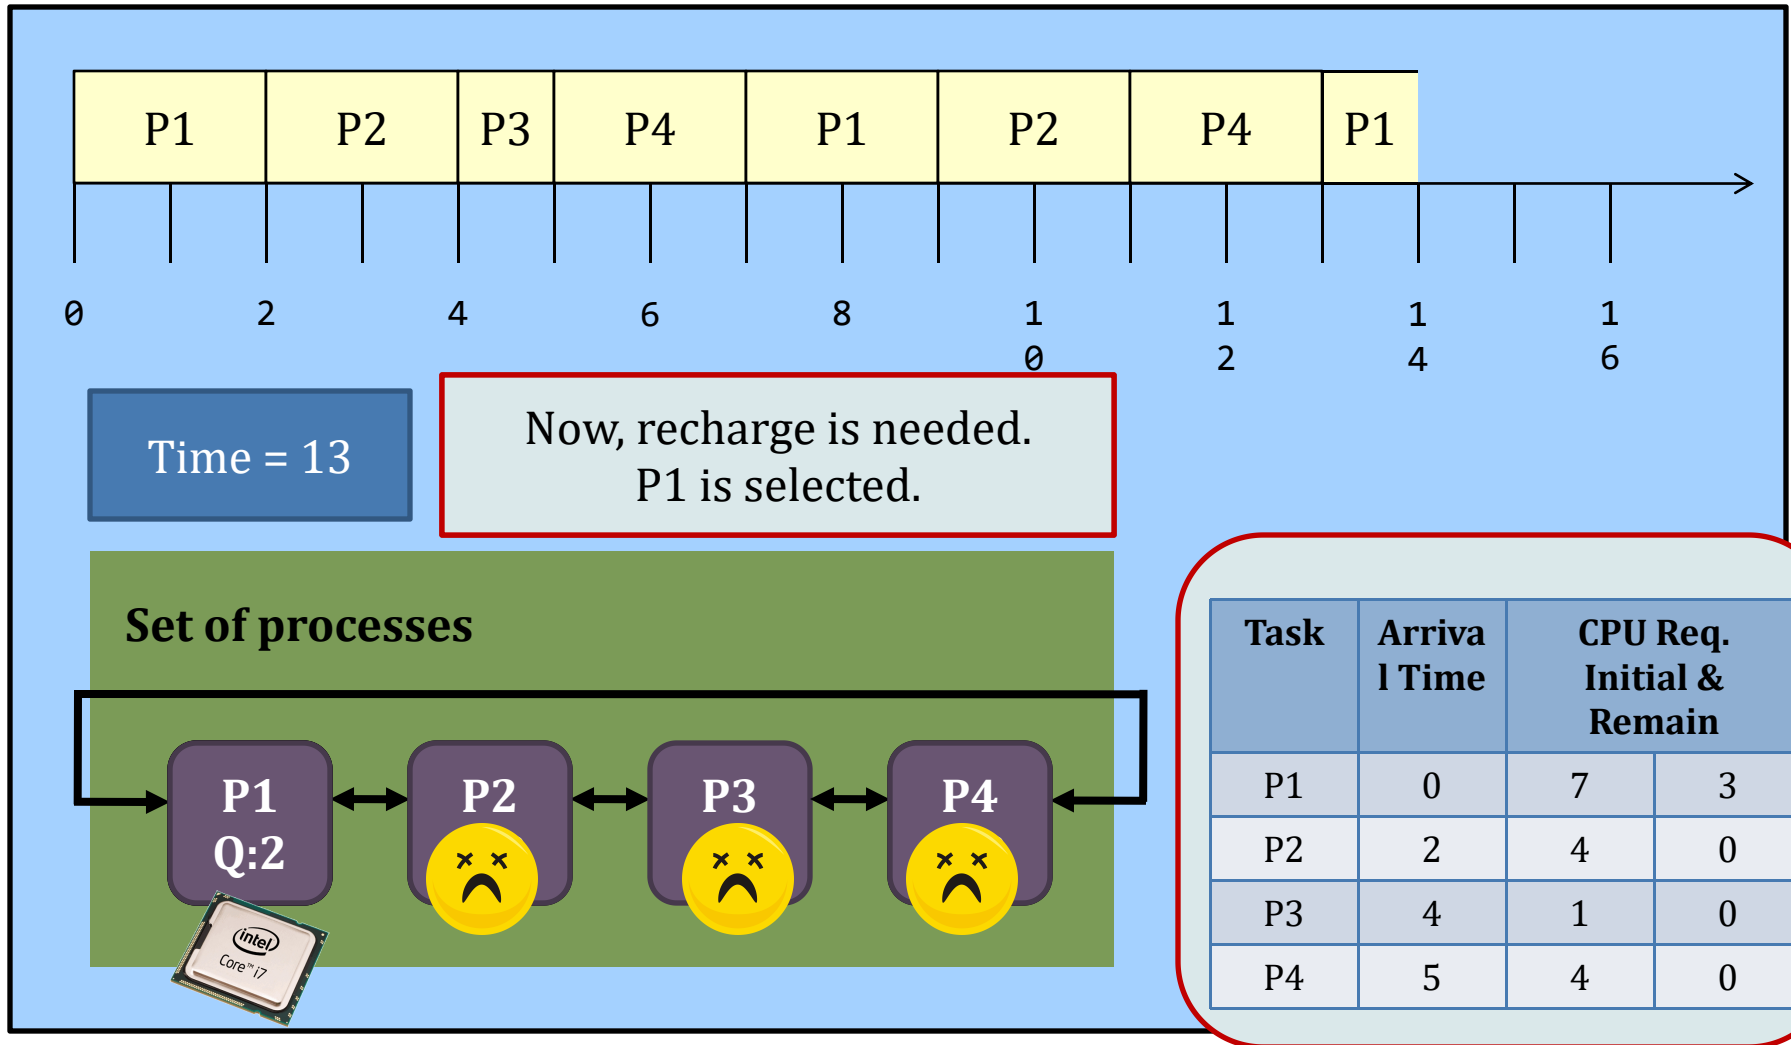 P1 P2 P3 P4 P1 P2 P4 P1
0 2 4 6 8 1 1 1 1
0 2 4 6
Time = 13
Now, recharge is needed.
P1 is selected.
Set of processes
P1 P2 P3 P4
Q:2
intel
Core™ i7
Task Arriva CPU Req.
l Time Initial &
Remain
P1 0 7 3
P2 2 4 0
P3 4 1 0
P4 5 4 0